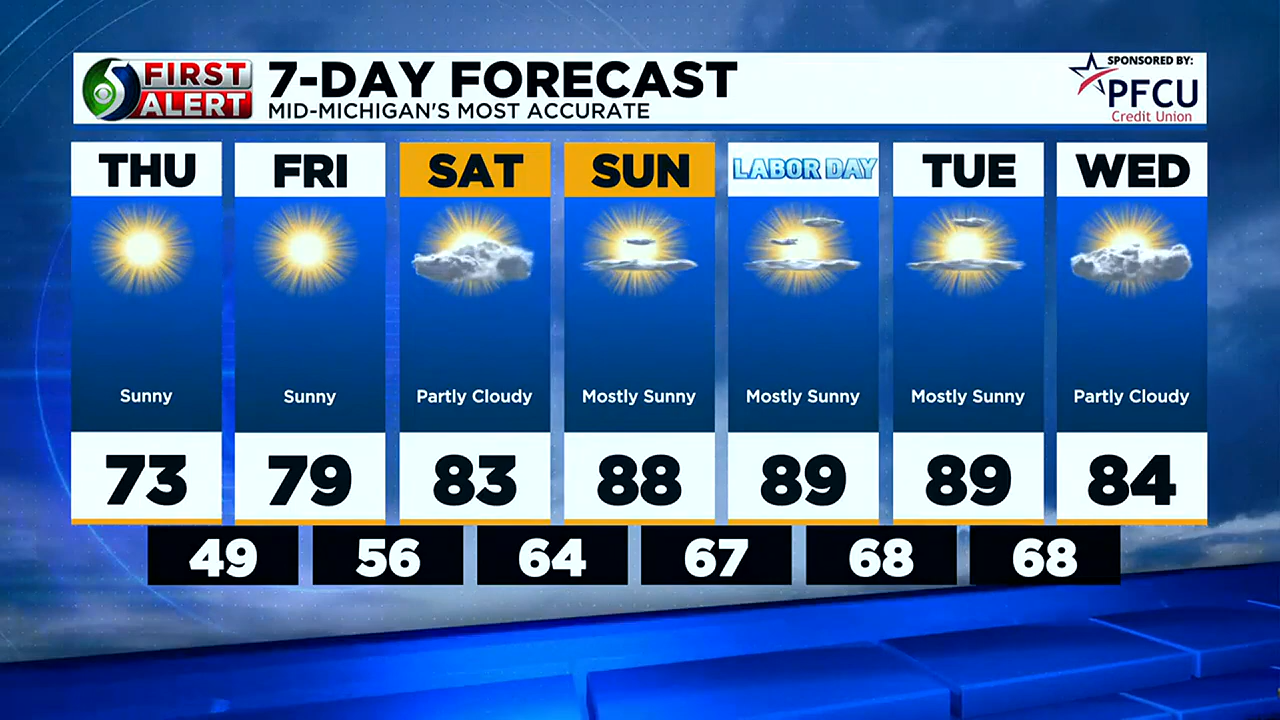 5 FIRST ALERT
7-DAY FORECAST
MID-MICHIGAN'S MOST ACCURATE
SPONSORED BY:
PFCU
Credit Union
THU FRI SAT SUN LABOR DAY TUE WED
Sunny Sunny Partly Cloudy Mostly Sunny Mostly Sunny Mostly Sunny Partly Cloudy
73 79 83 88 89 89 84
49 56 64 67 68 68